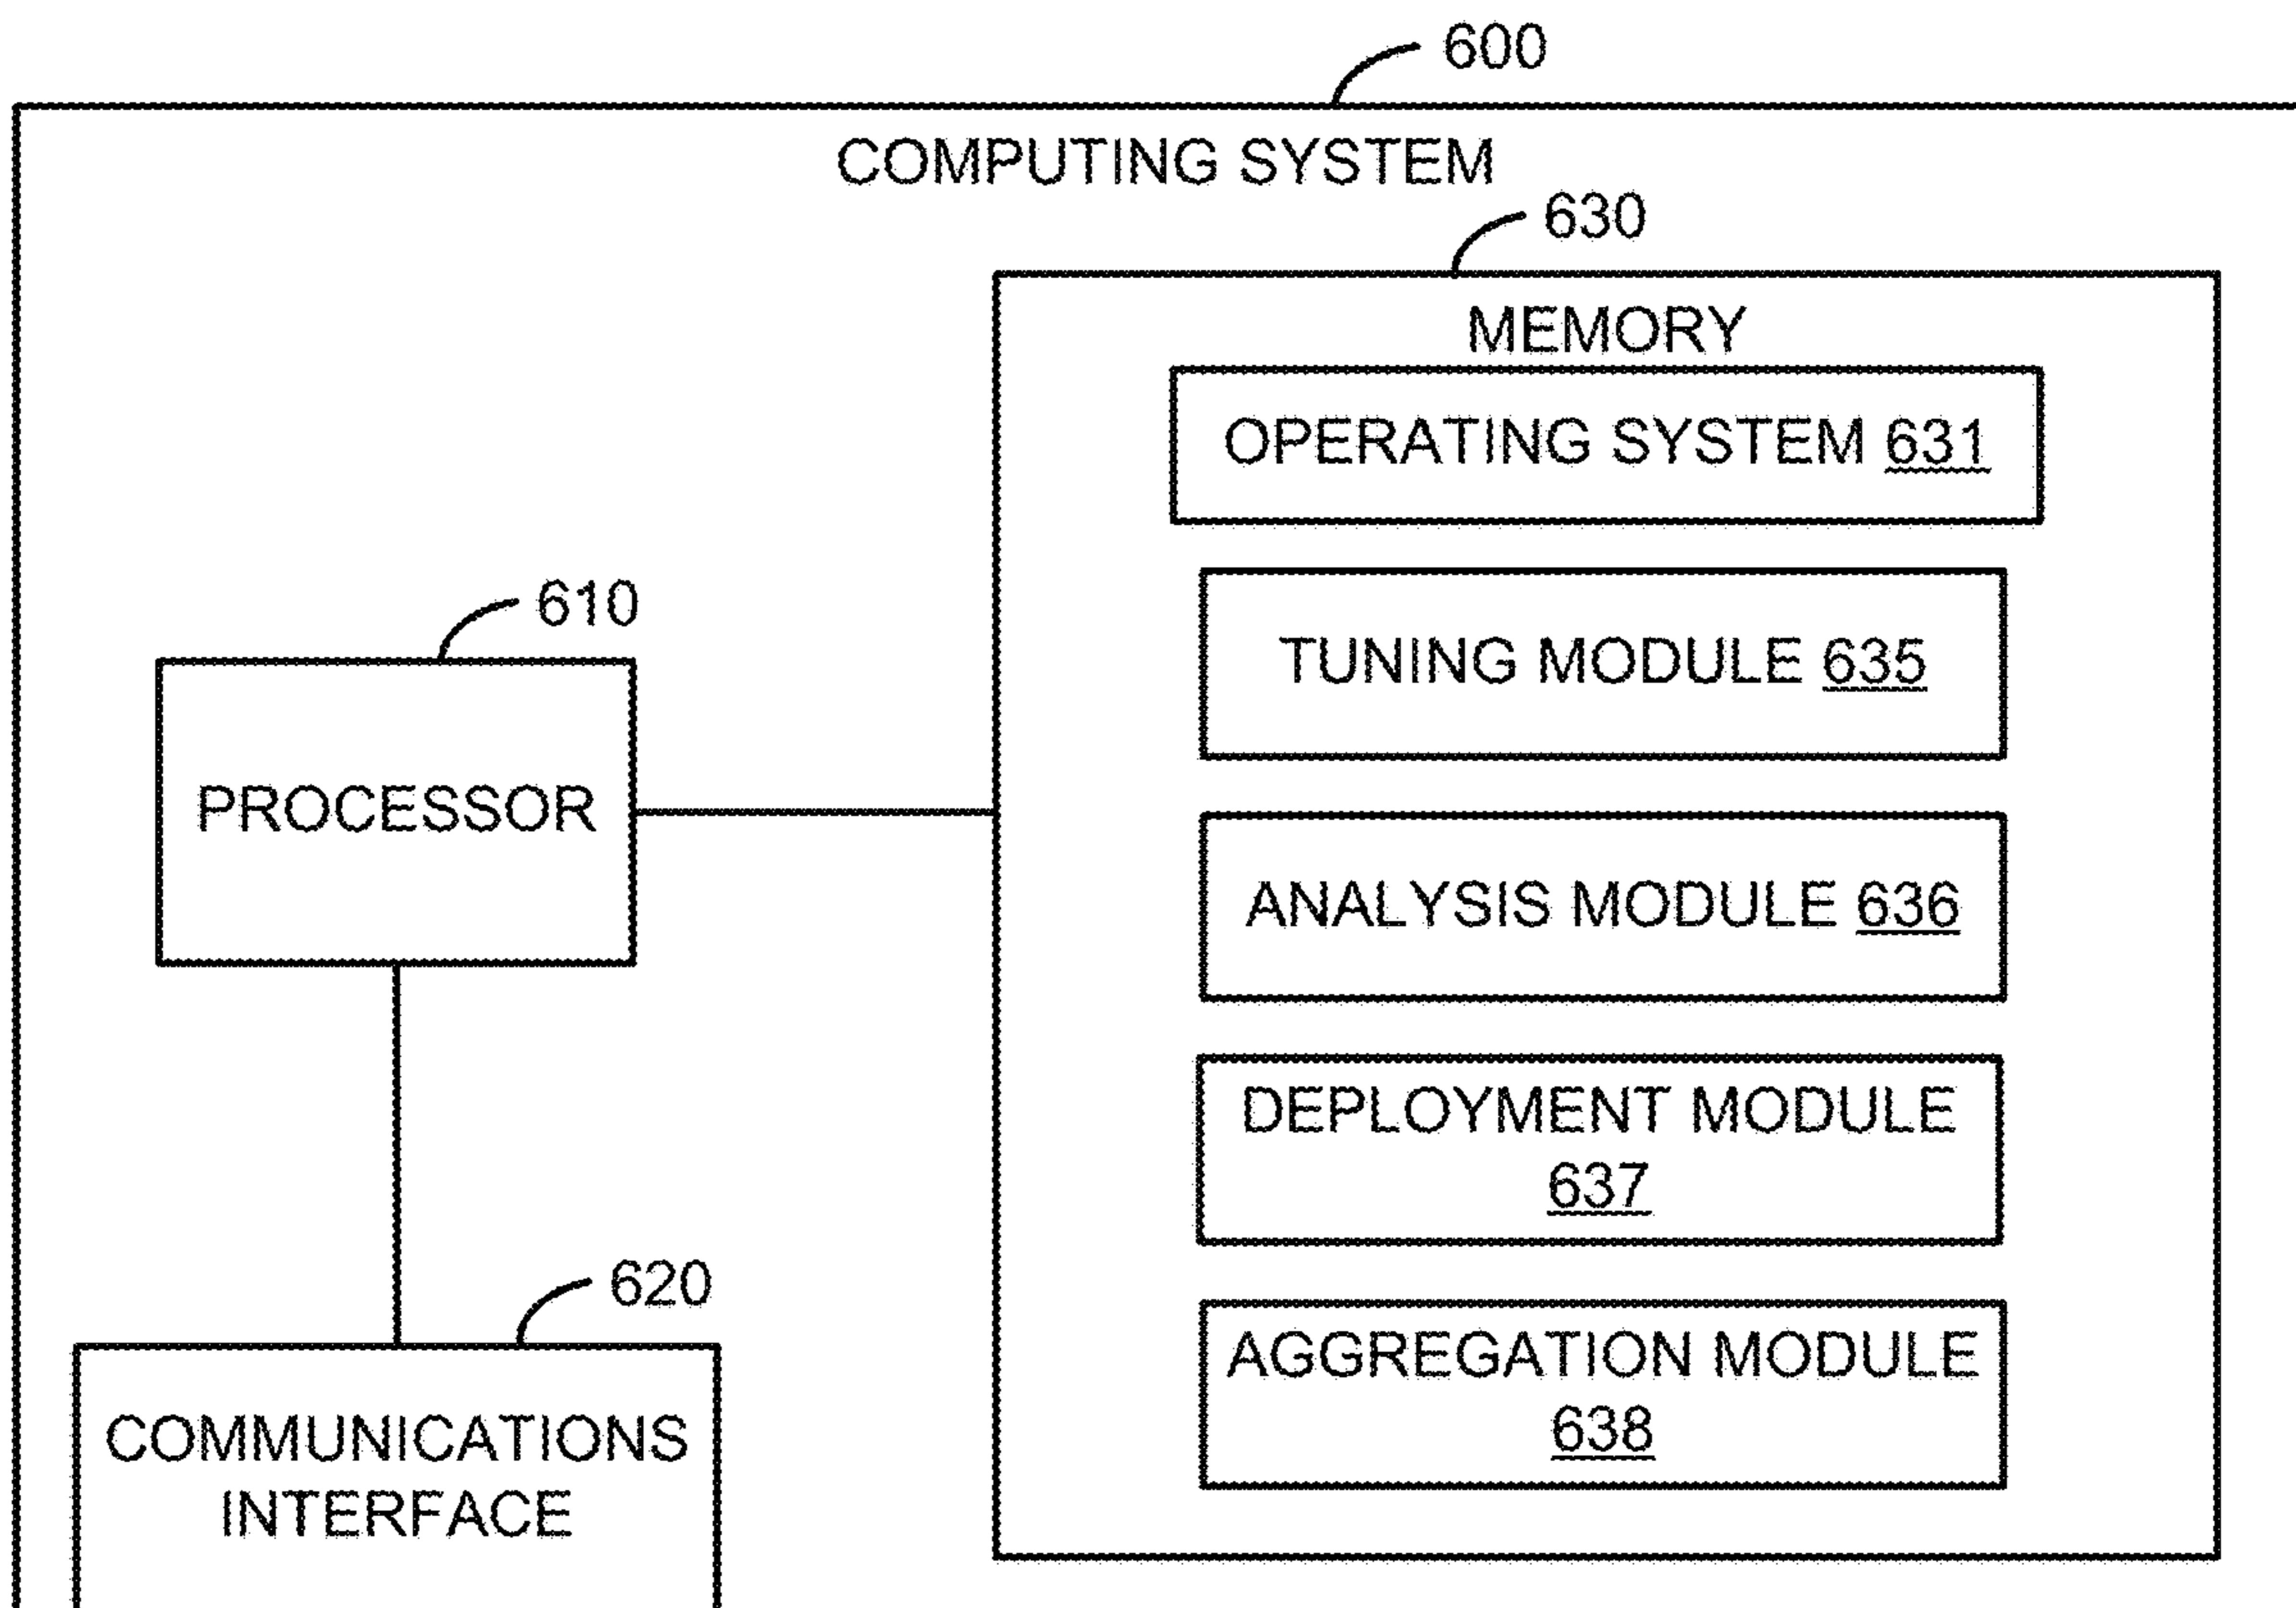 600
COMPUTING SYSTEM
630
MEMORY
OPERATING SYSTEM 631
TUNING MODULE 635
610
PROCESSOR
ANALYSIS MODULE 636
DEPLOYMENT MODULE
637
620
COMMUNICATIONS
INTERFACE
AGGREGATION MODULE
638